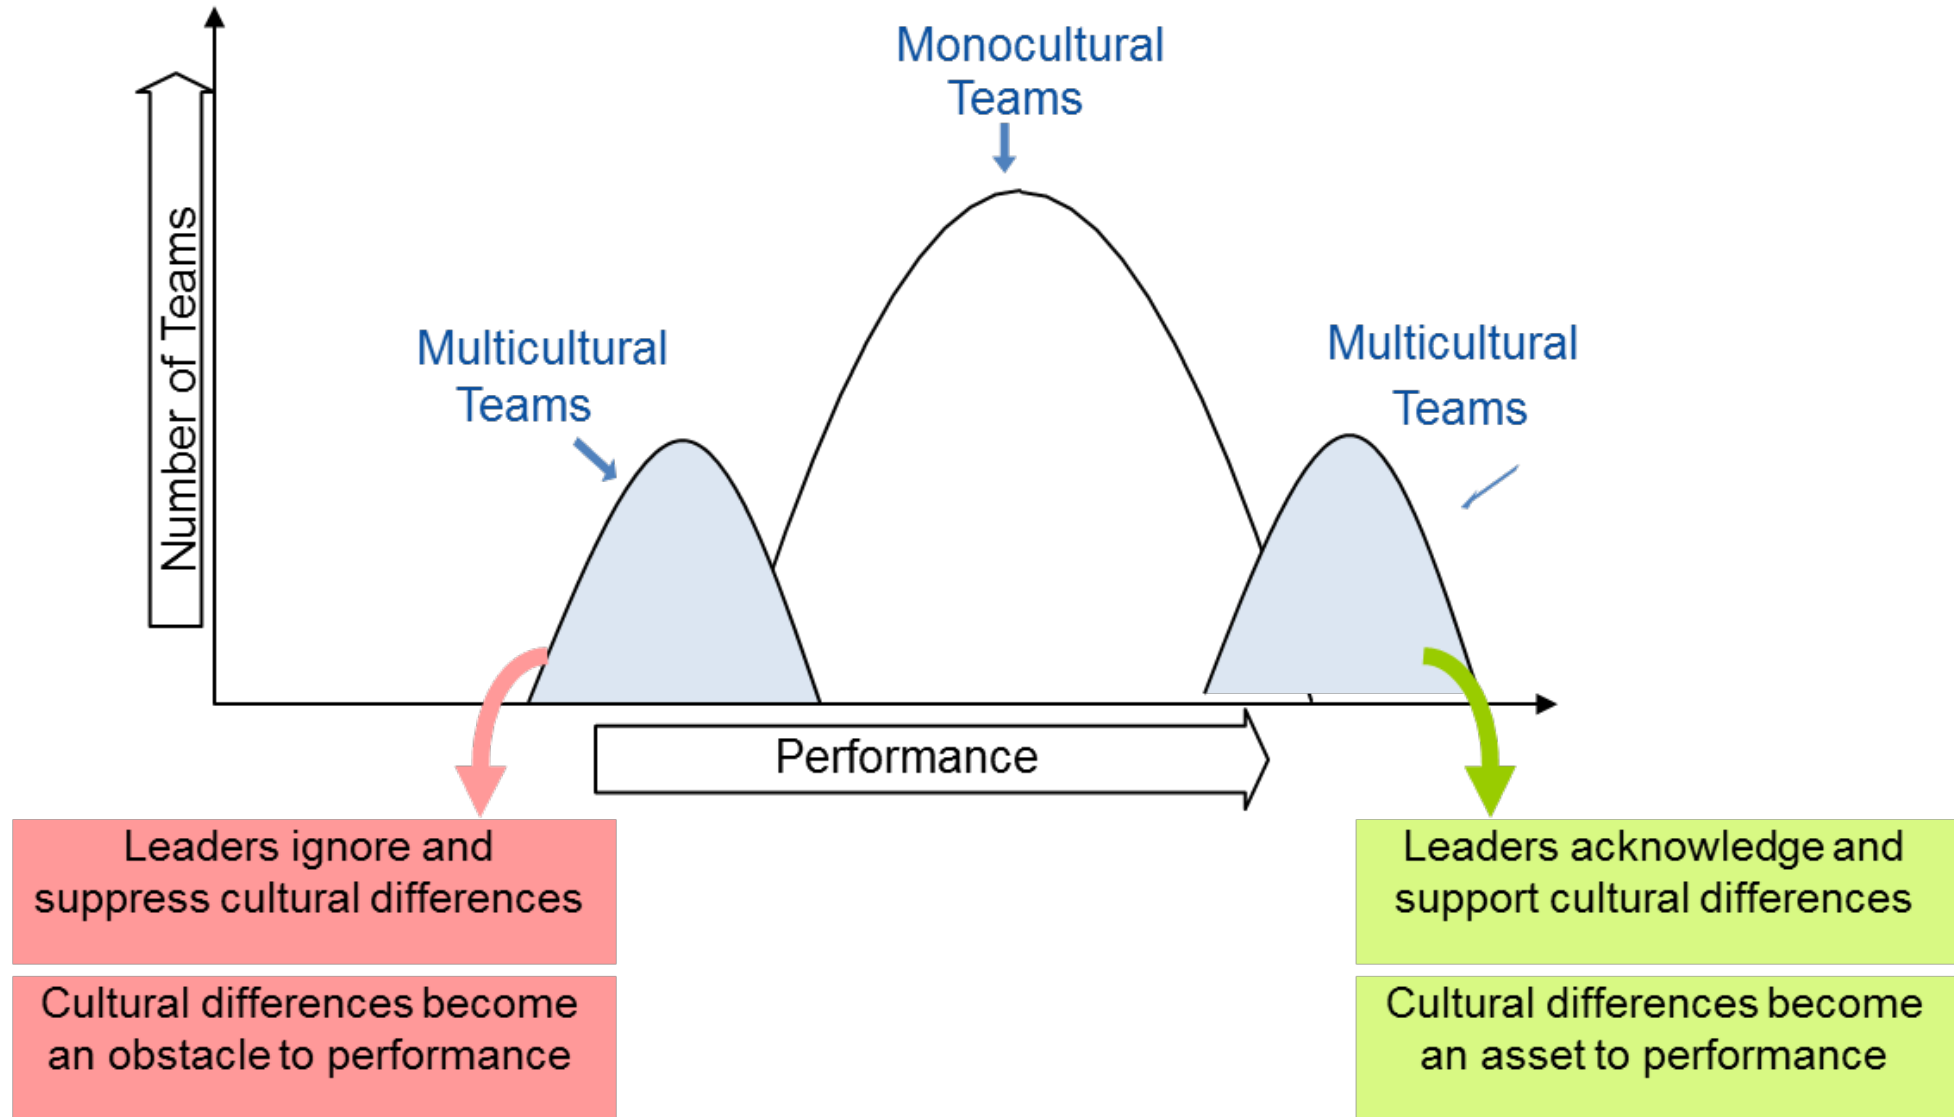 Monocultural
Teams
Multicultural
Teams
Multicultural
Teams
Number of Teams
Performance
Leaders ignore and
suppress cultural differences
Cultural differences become
an obstacle to performance
Leaders acknowledge and
support cultural differences
Cultural differences become
an asset to performance